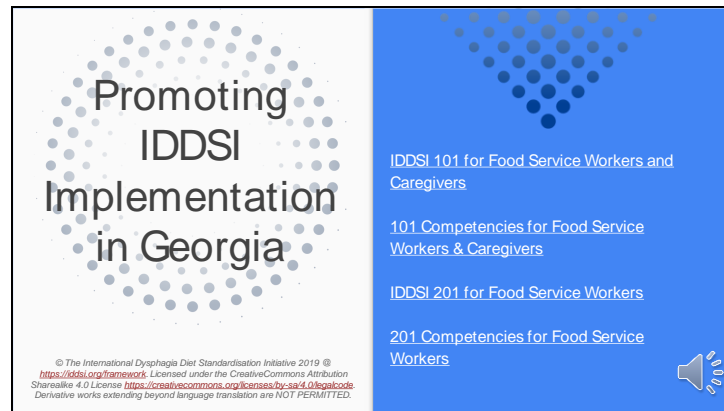 Promoting
IDDSI
Implementation
in Georgia
© The International Dysphagia Diet Standardisation Initiative 2019 @
https://iddsi.org/framework. Licensed under the CreativeCommons Attribution
Sharealike 4.0 License https://creativecommons.org/licenses/by-sa/4.0/legalcode.
Derivative works extending beyond language translation are NOT PERMITTED.
IDDSI 101 for Food Service Workers and
Caregivers
101 Competencies for Food Service
Workers & Caregivers
IDDSI 201 for Food Service Workers
201 Competencies for Food Service
Workers